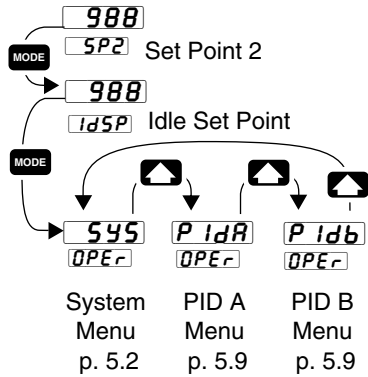 988
SP2 Set Point 2
MODE
988
IdSP Idle Set Point
MODE
SYS PIdA PIdb
OPEr OPEr OPEr
System PID A PID B
Menu Menu Menu
p. 5.2 p. 5.9 p. 5.9